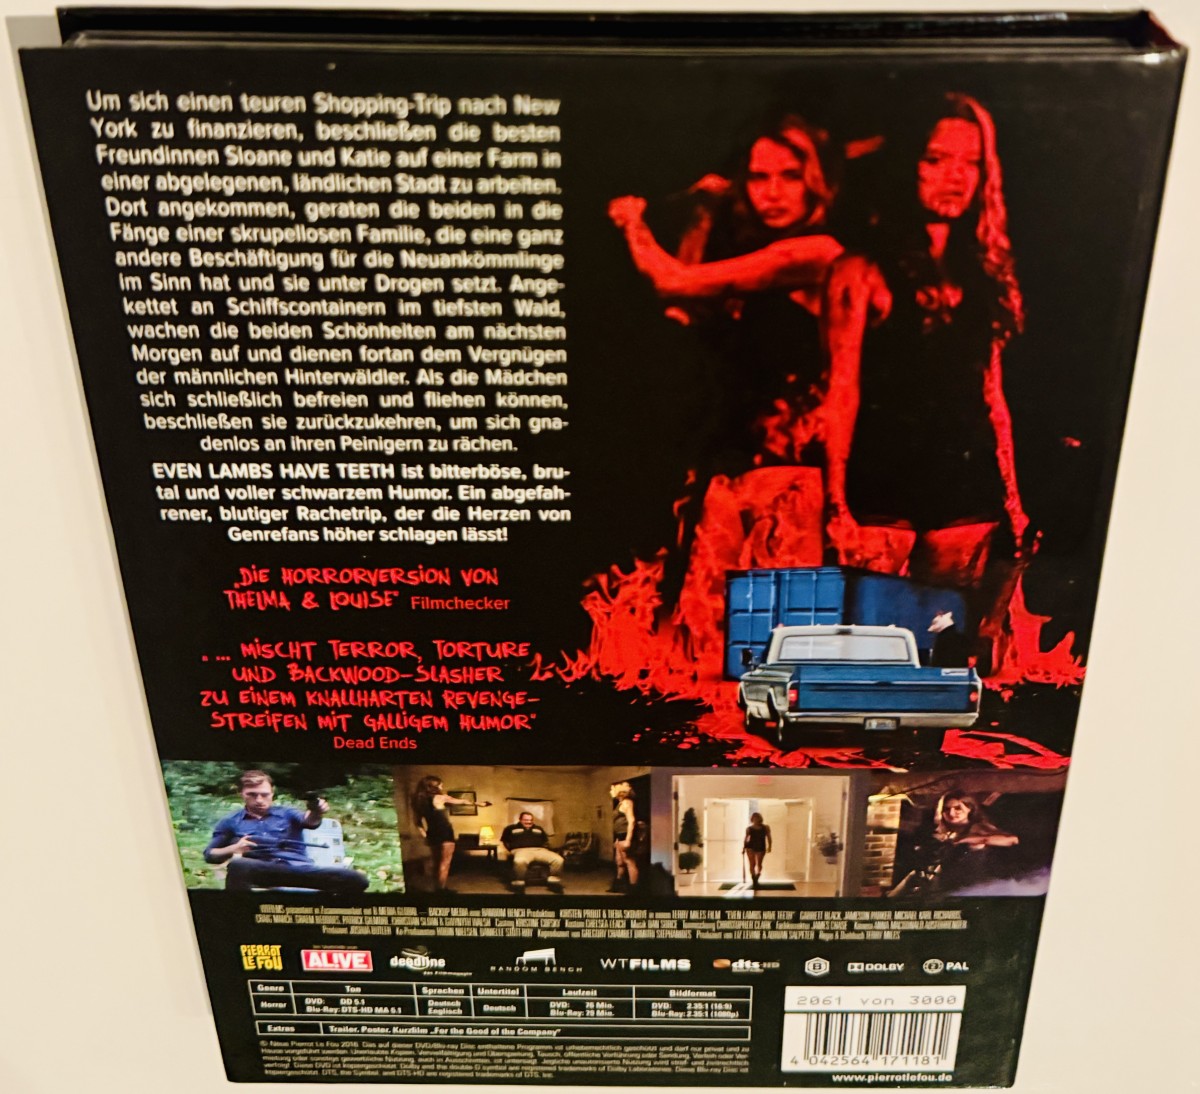 Um sich einen teuren Shopping-Trip nach New
York zu finanzieren, beschließen die besten
Freundinnen Sloane und Katie auf einer Farm in
einer abgelegenen, ländlichen Stadt zu arbeiten.
Dort angekommen, geraten die beiden in die
Fänge einer skrupellosen Familie, die eine ganz
andere Beschäftigung für die Neuankömmlinge
im Sinn hat und sie unter Drogen setzt. Ange-
kettet an Schiffscontainern im tiefsten Wald,
wachen die beiden Schönheiten am nächsten
Morgen auf und dienen fortan dem Vergnügen
der männlichen Hinterwäldler. Als die Mädchen
sich schließlich befreien und fliehen können,
beschließen sie zurückzukehren, um sich gna-
denlos an ihren Peinigern zu rächen.
EVEN LAMBS HAVE TEETH ist bitterböse, bru-
tal und voller schwarzem Humor. Ein abgefah-
rener, blutiger Rachetrip, der die Herzen von
Genrefans höher schlagen lässt!
„DIE HORRORVERSION VON
THELMA & LOUISE" Filmchecker
„... MISCHT TERROR, TORTURE
UND BACKWOOD-SLASHER
ZU EINEM KNALLHARTEN REVENGE-
STREIFEN MIT GALLIGEM HUMOR"
Dead Ends
PIERROT LE FOU
ALIVE
deadline
das Filmmagazin
RANDOM BENCH
WTFILMS
dts-HD
B
DOLBY
2 PAL
Genre Ton Sprachen Untertitel Laufzeit Bildformat
Horror DVD: DD 5.1 Deutsch Deutsch DVD: 76 Min. DVD: 2.35:1 (16:9)
Blu-Ray: DTS-HD MA 5.1 Englisch Blu-Ray: 79 Min. Blu-Ray: 2.35:1 (1080p)
Extras Trailer, Poster, Kurzfilm „For the Good of the Company"
2061 von 3000
4 042564 171181
www.pierrotlefou.de